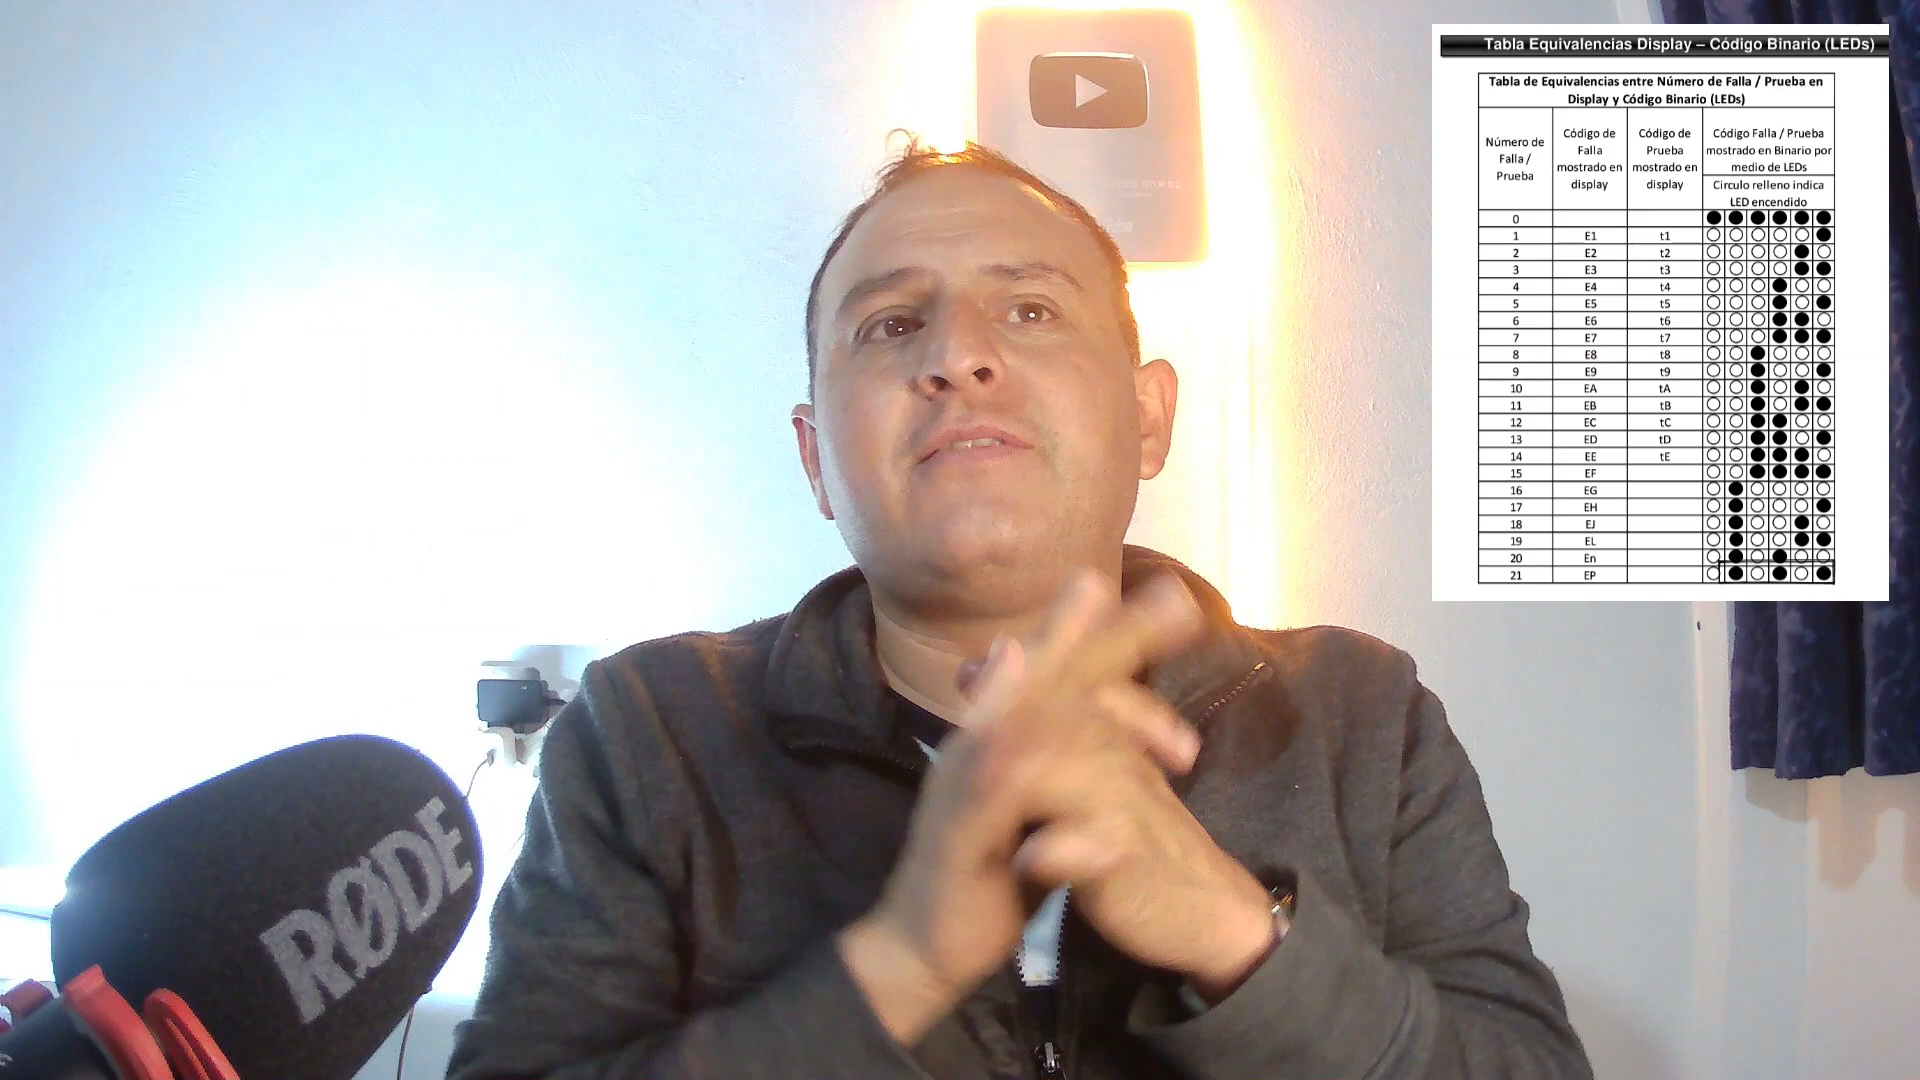 Tabla Equivalencias Display – Código Binario (LEDs)
Tabla de Equivalencias entre Número de Falla / Prueba en
Display y Código Binario (LEDs)
Número de
Falla /
Prueba
Código de
Falla
mostrado en
display
Código de
Prueba
mostrado en
display
Código Falla / Prueba
mostrado en Binario por
medio de LEDs
Circulo relleno indica
LED encendido
0 ●●●●●●
1 E1 t1 ○○○○○●
2 E2 t2 ○○○○●○
3 E3 t3 ○○○○●●
4 E4 t4 ○○○●○○
5 E5 t5 ○○○●○●
6 E6 t6 ○○○●●○
7 E7 t7 ○○○●●●
8 E8 t8 ○○●○○○
9 E9 t9 ○○●○○●
10 EA tA ○○●○●○
11 EB tB ○○●○●●
12 EC tC ○○●●○○
13 ED tD ○○●●○●
14 EE tE ○○●●●○
15 EF ○○●●●●
16 EG ○●○○○○
17 EH ○●○○○●
18 EJ ○●○○●○
19 EL ○●○○●●
20 En ○●○●○○
21 EP ○●○●○●
RØDE